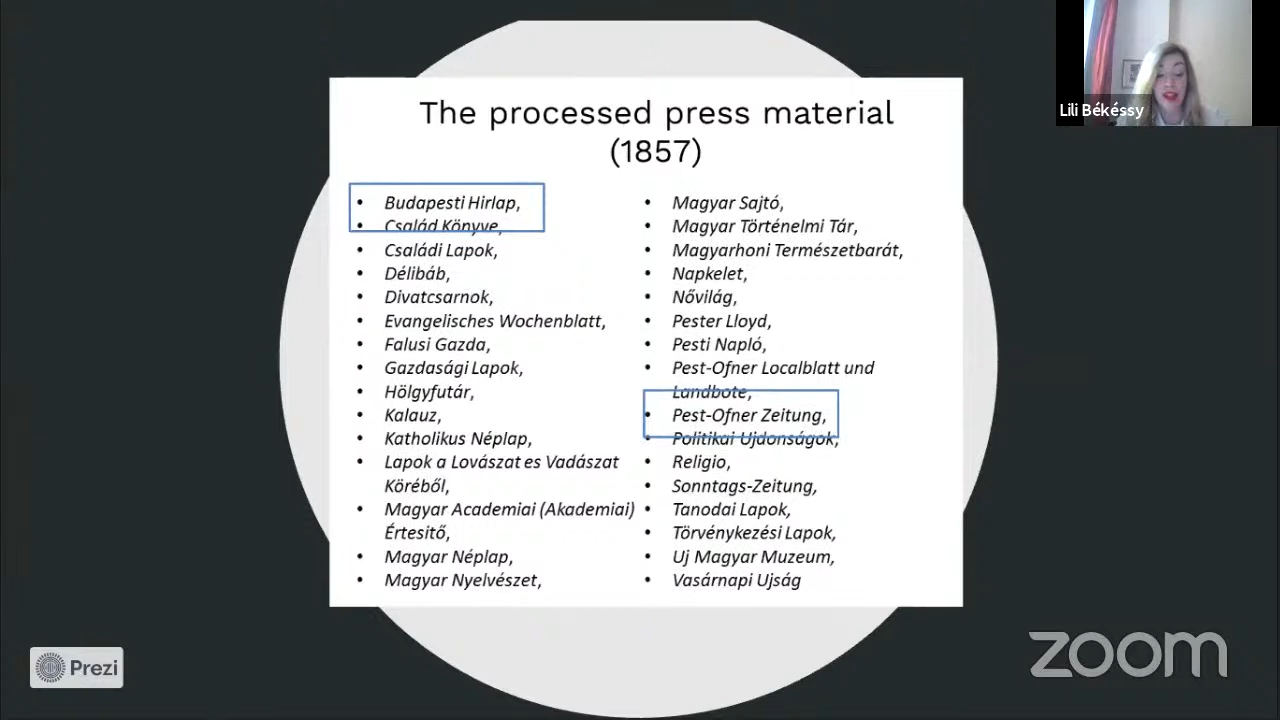 The processed press material
(1857)
Budapesti Hirlap,
Család Könyve,
Családi Lapok,
Délibáb,
Divatcsarnok,
Evangelisches Wochenblatt,
Falusi Gazda,
Gazdasági Lapok,
Hölgyfutár,
Kalauz,
Katholikus Néplap,
Lapok a Lovászat es Vadászat
Köréből,
Magyar Academiai (Akademiai)
Értesitő,
Magyar Néplap,
Magyar Nyelvészet,
Magyar Sajtó,
Magyar Történelmi Tár,
Magyarhoni Természetbarát,
Napkelet,
Nővilág,
Pester Lloyd,
Pesti Napló,
Pest-Ofner Localblatt und
Landbote,
Pest-Ofner Zeitung,
Politikai Ujdonságok,
Religio,
Sonntags-Zeitung,
Tanodai Lapok,
Törvénykezési Lapok,
Uj Magyar Muzeum,
Vasárnapi Ujság
Lili Békéssy
Prezi
zoom